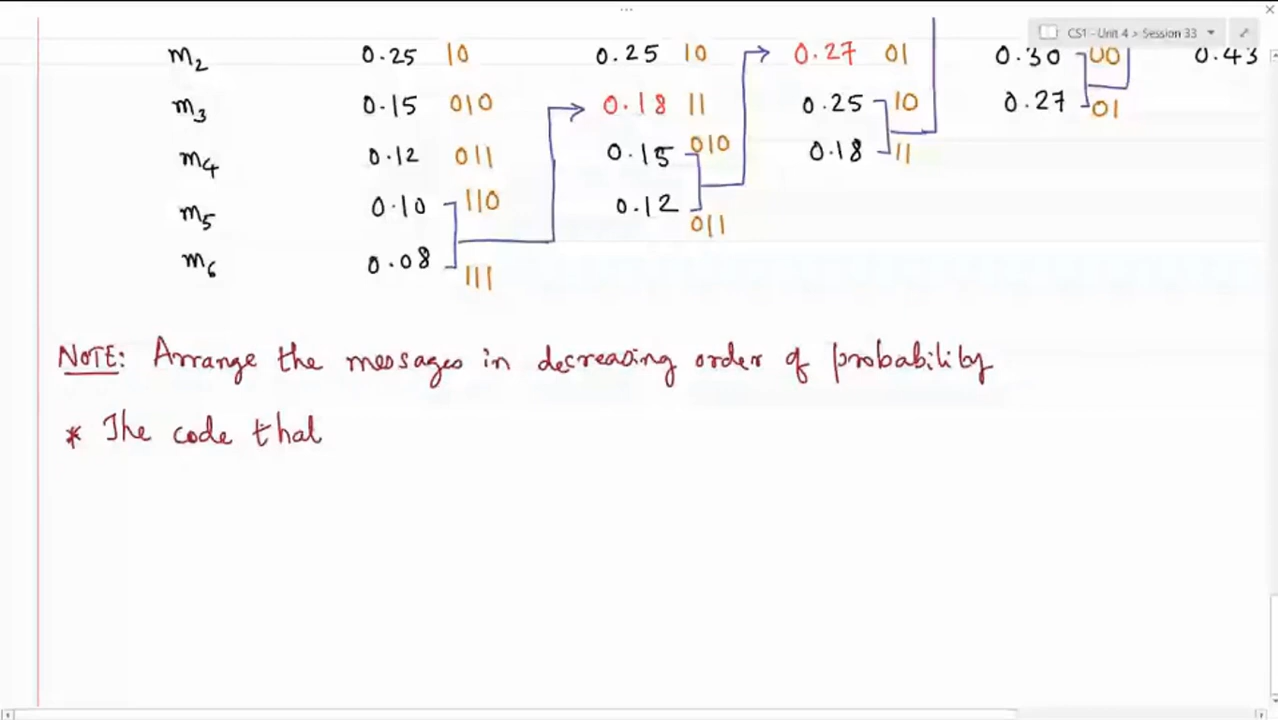 ...
CS1 - Unit 4 > Session 33
m2 0.25 10 0.25 10 0.27 01 0.30 00 0.43
m3 0.15 010 0.18 11 0.25 10 0.27 01
m4 0.12 011 0.15 010 0.18 11
m5 0.10 110 0.12 011
m6 0.08 111
NOTE: Arrange the messages in decreasing order of probability
* The code that